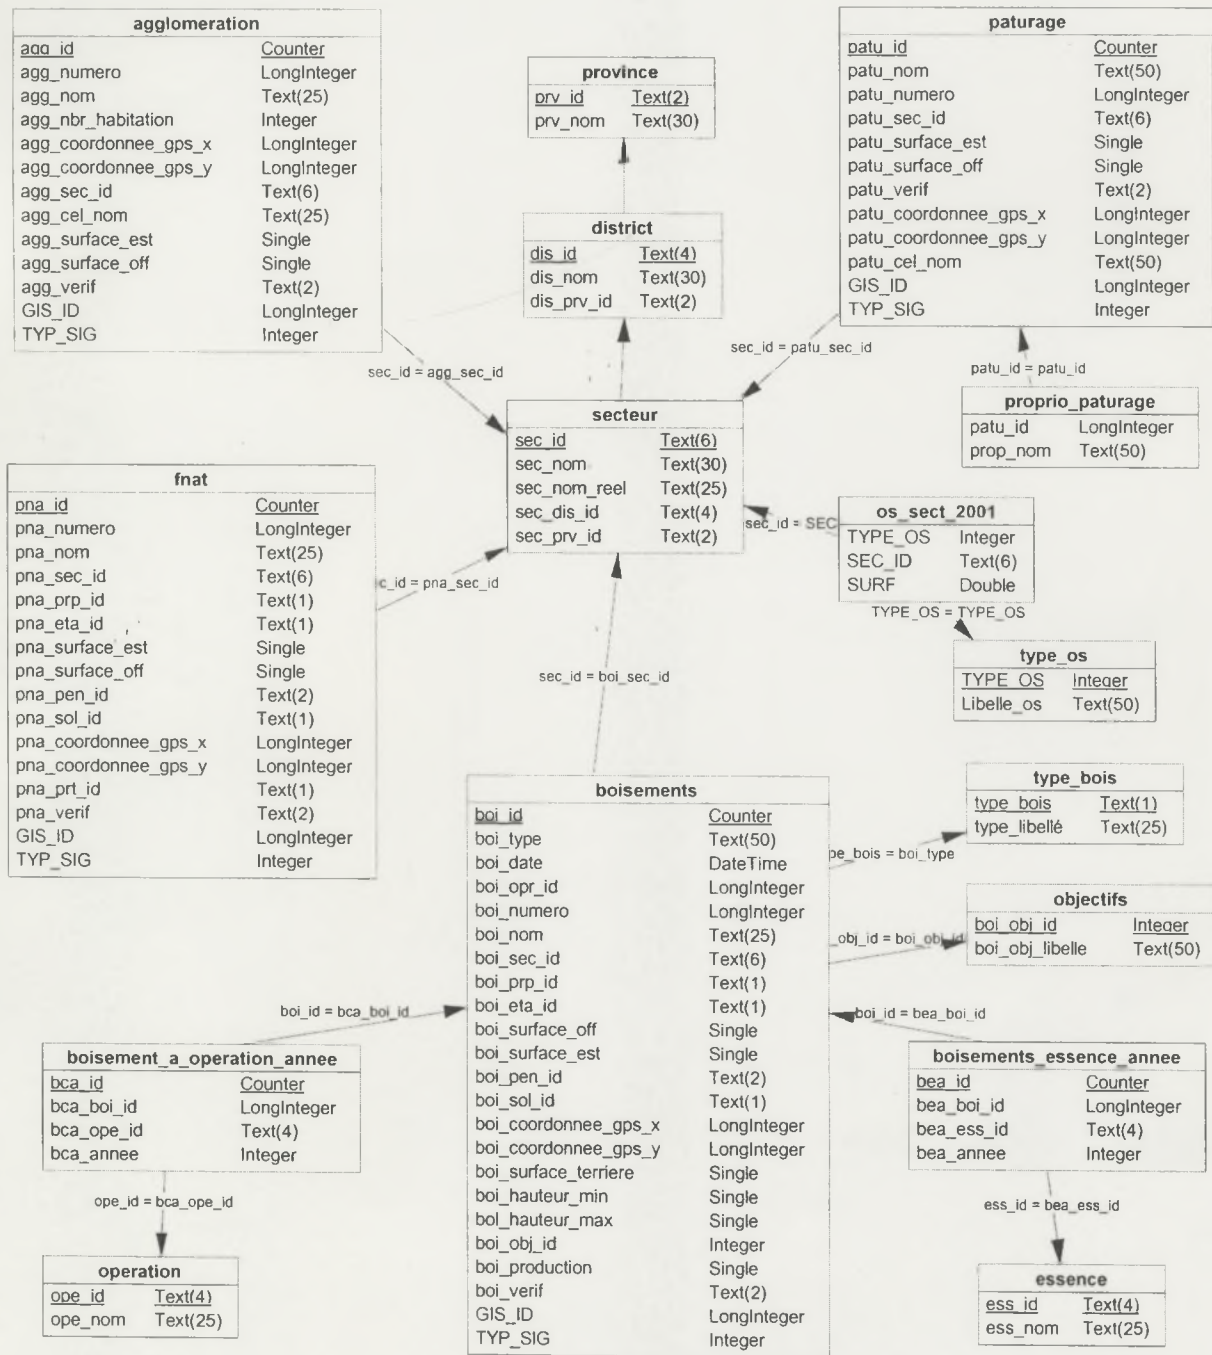 agglomeration
agg_id Counter
agg_numero LongInteger
agg_nom Text(25)
agg_nbr_habitation Integer
agg_coordonnee_gps_x LongInteger
agg_coordonnee_gps_y LongInteger
agg_sec_id Text(6)
agg_cel_nom Text(25)
agg_surface_est Single
agg_surface_off Single
agg_verif Text(2)
GIS_ID LongInteger
TYP_SIG Integer
province
prv_id Text(2)
prv_nom Text(30)
district
dis_id Text(4)
dis_nom Text(30)
dis_prv_id Text(2)
paturage
patu_id Counter
patu_nom Text(50)
patu_numero LongInteger
patu_sec_id Text(6)
patu_surface_est Single
patu_surface_off Single
patu_verif Text(2)
patu_coordonnee_gps_x LongInteger
patu_coordonnee_gps_y LongInteger
patu_cel_nom Text(50)
GIS_ID LongInteger
TYP_SIG Integer
sec_id = agg_sec_id
sec_id = patu_sec_id
patu_id = patu_id
proprio_paturage
patu_id LongInteger
prop_nom Text(50)
secteur
sec_id Text(6)
sec_nom Text(30)
sec_nom_reel Text(25)
sec_dis_id Text(4)
sec_prv_id Text(2)
fnat
pna_id Counter
pna_numero LongInteger
pna_nom Text(25)
pna_sec_id Text(6)
pna_prp_id Text(1)
pna_eta_id Text(1)
pna_surface_est Single
pna_surface_off Single
pna_pen_id Text(2)
pna_sol_id Text(1)
pna_coordonnee_gps_x LongInteger
pna_coordonnee_gps_y LongInteger
pna_prt_id Text(1)
pna_verif Text(2)
GIS_ID LongInteger
TYP_SIG Integer
c_id = pna_sec_id
sec_id = SEC
os_sect_2001
TYPE_OS Integer
SEC_ID Text(6)
SURF Double
TYPE_OS = TYPE_OS
type_os
TYPE_OS Integer
Libelle_os Text(50)
sec_id = boi_sec_id
boisements
boi_id Counter
boi_type Text(50)
boi_date DateTime
boi_opr_id LongInteger
boi_numero LongInteger
boi_nom Text(25)
boi_sec_id Text(6)
boi_prp_id Text(1)
boi_eta_id Text(1)
boi_surface_off Single
boi_surface_est Single
boi_pen_id Text(2)
boi_sol_id Text(1)
boi_coordonnee_gps_x LongInteger
boi_coordonnee_gps_y LongInteger
boi_surface_terriere Single
boi_hauteur_min Single
bol_hauteur_max Single
boi_obj_id Integer
boi_production Single
boi_verif Text(2)
GIS_ID LongInteger
TYP_SIG Integer
type_bois
type_bois Text(1)
type_libellé Text(25)
pe_bois = boi_type
objectifs
boi_obj_id Integer
boi_obj_libelle Text(50)
_obj_id = boi_obj_id
boi_id = bca_boi_id
boisement_a_operation_annee
bca_id Counter
bca_boi_id LongInteger
bca_ope_id Text(4)
bca_annee Integer
ope_id = bca_ope_id
operation
ope_id Text(4)
ope_nom Text(25)
boi_id = bea_boi_id
boisements_essence_annee
bea_id Counter
bea_boi_id LongInteger
bea_ess_id Text(4)
bea_annee Integer
ess_id = bea_ess_id
essence
ess_id Text(4)
ess_nom Text(25)